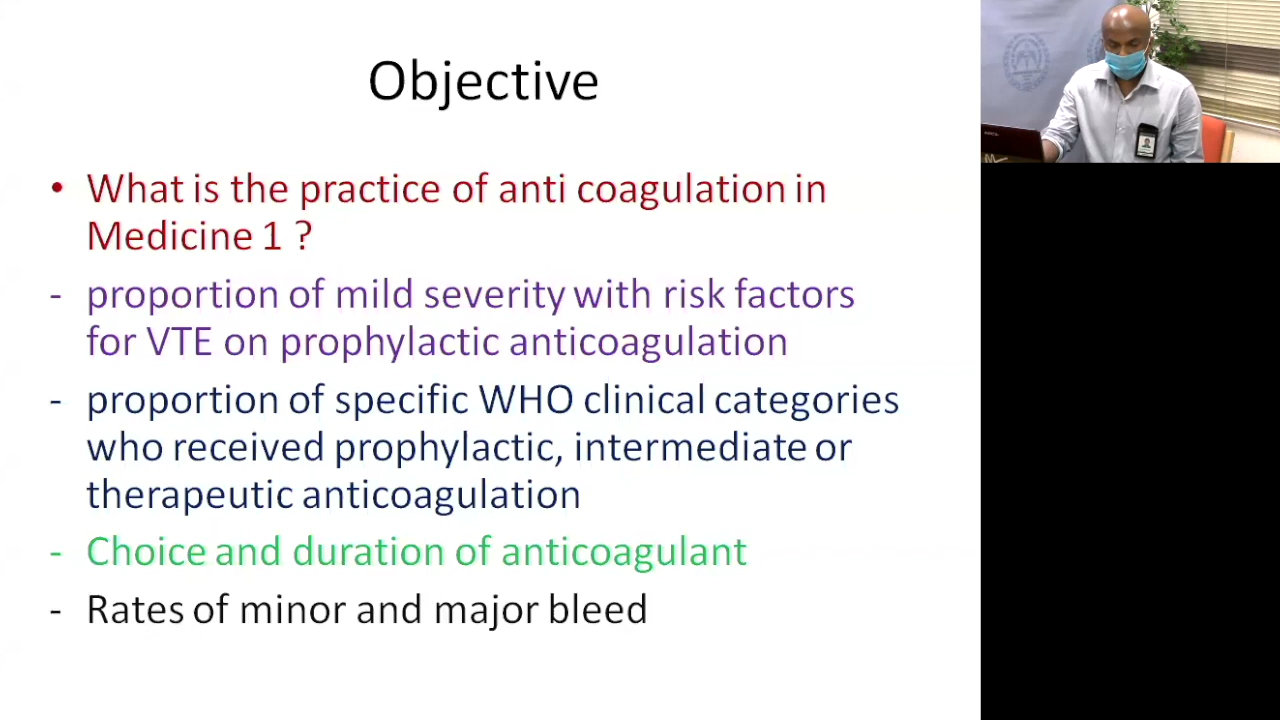 Objective
• What is the practice of anti coagulation in
Medicine 1 ?
- proportion of mild severity with risk factors
for VTE on prophylactic anticoagulation
- proportion of specific WHO clinical categories
who received prophylactic, intermediate or
therapeutic anticoagulation
- Choice and duration of anticoagulant
- Rates of minor and major bleed